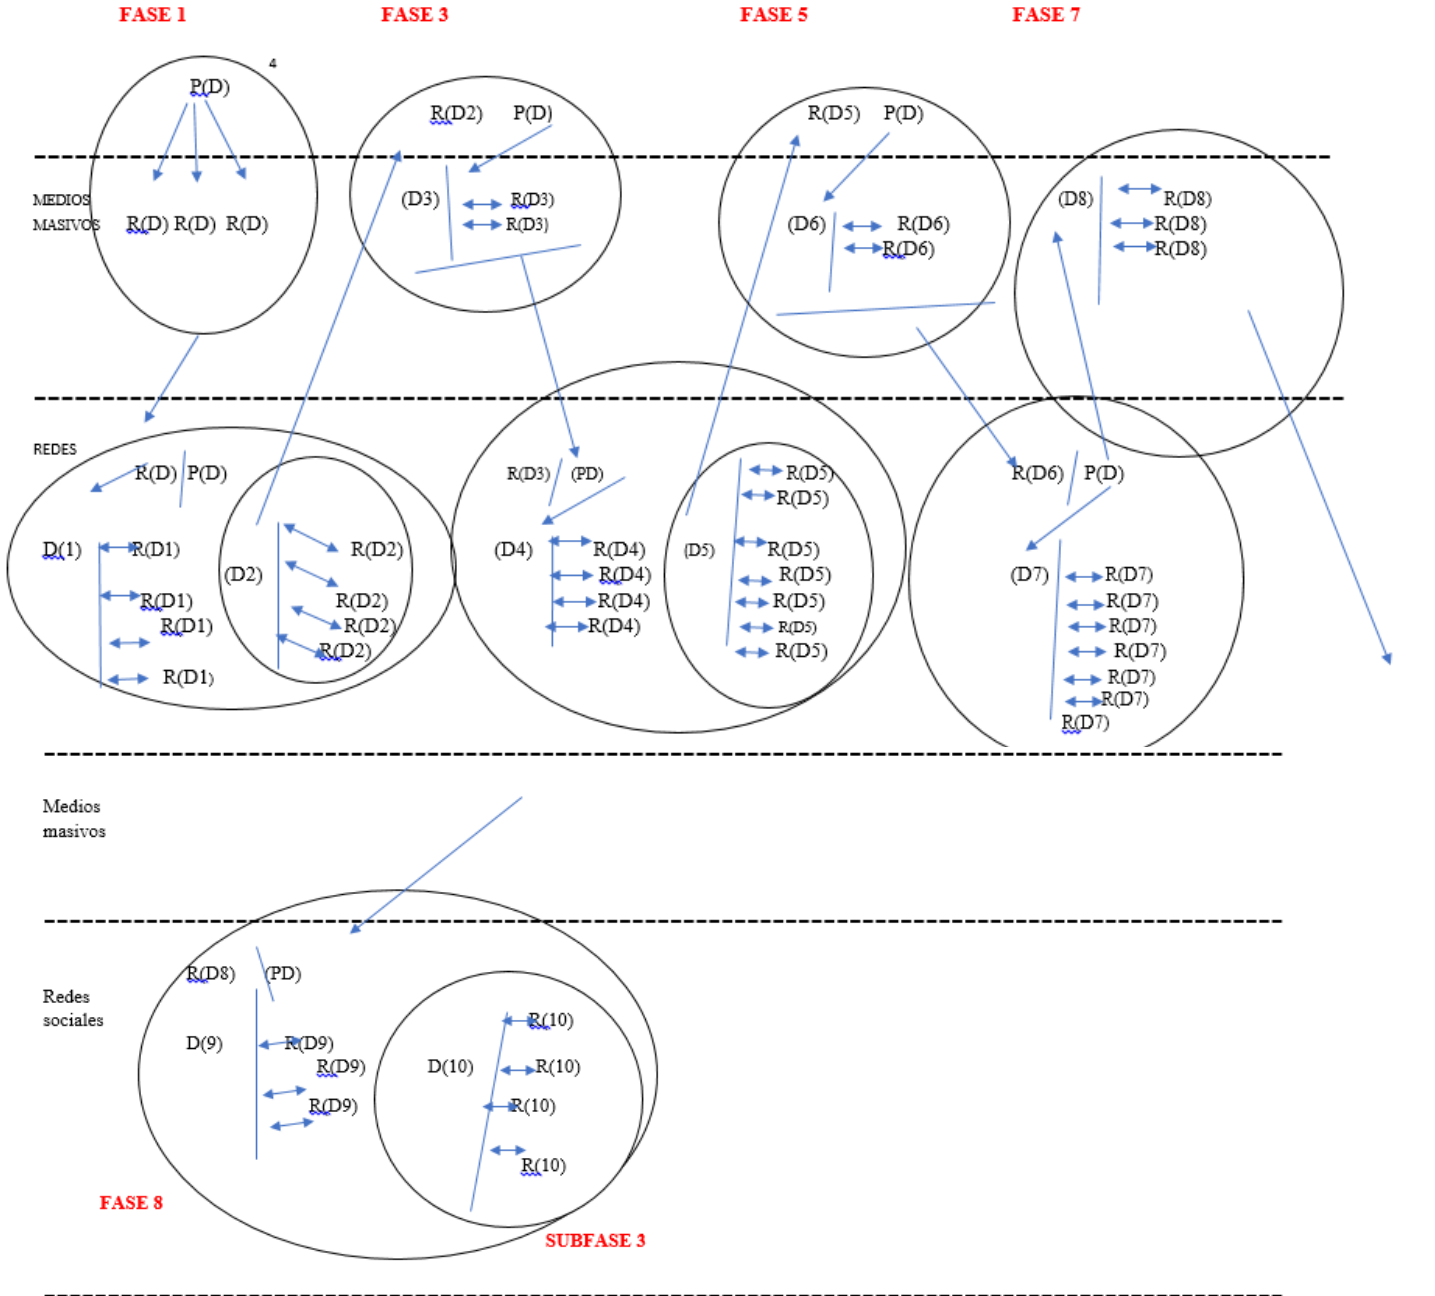 FASE 1 FASE 3 FASE 5 FASE 7
4
P(D)
R(D2) P(D)
R(D5) P(D)
MEDIOS
MASIVOS
R(D) R(D) R(D)
(D3) R(D3)
R(D3)
(D6) R(D6)
R(D6)
(D8) R(D8)
R(D8)
R(D8)
REDES
R(D) P(D)
D(1) R(D1)
R(D1)
R(D1)
R(D1)
(D2) R(D2)
R(D2)
R(D2)
R(D2)
R(D3) (PD)
(D4) R(D4)
R(D4)
R(D4)
R(D4)
R(D5)
R(D5)
(D5) R(D5)
R(D5)
R(D5)
R(D5)
R(D5)
R(D6) P(D)
(D7) R(D7)
R(D7)
R(D7)
R(D7)
R(D7)
R(D7)
R(D7)
Medios
masivos
Redes
sociales
R(D8) (PD)
D(9) R(D9)
R(D9)
R(D9)
D(10) R(10)
R(10)
R(10)
R(10)
FASE 8
SUBFASE 3